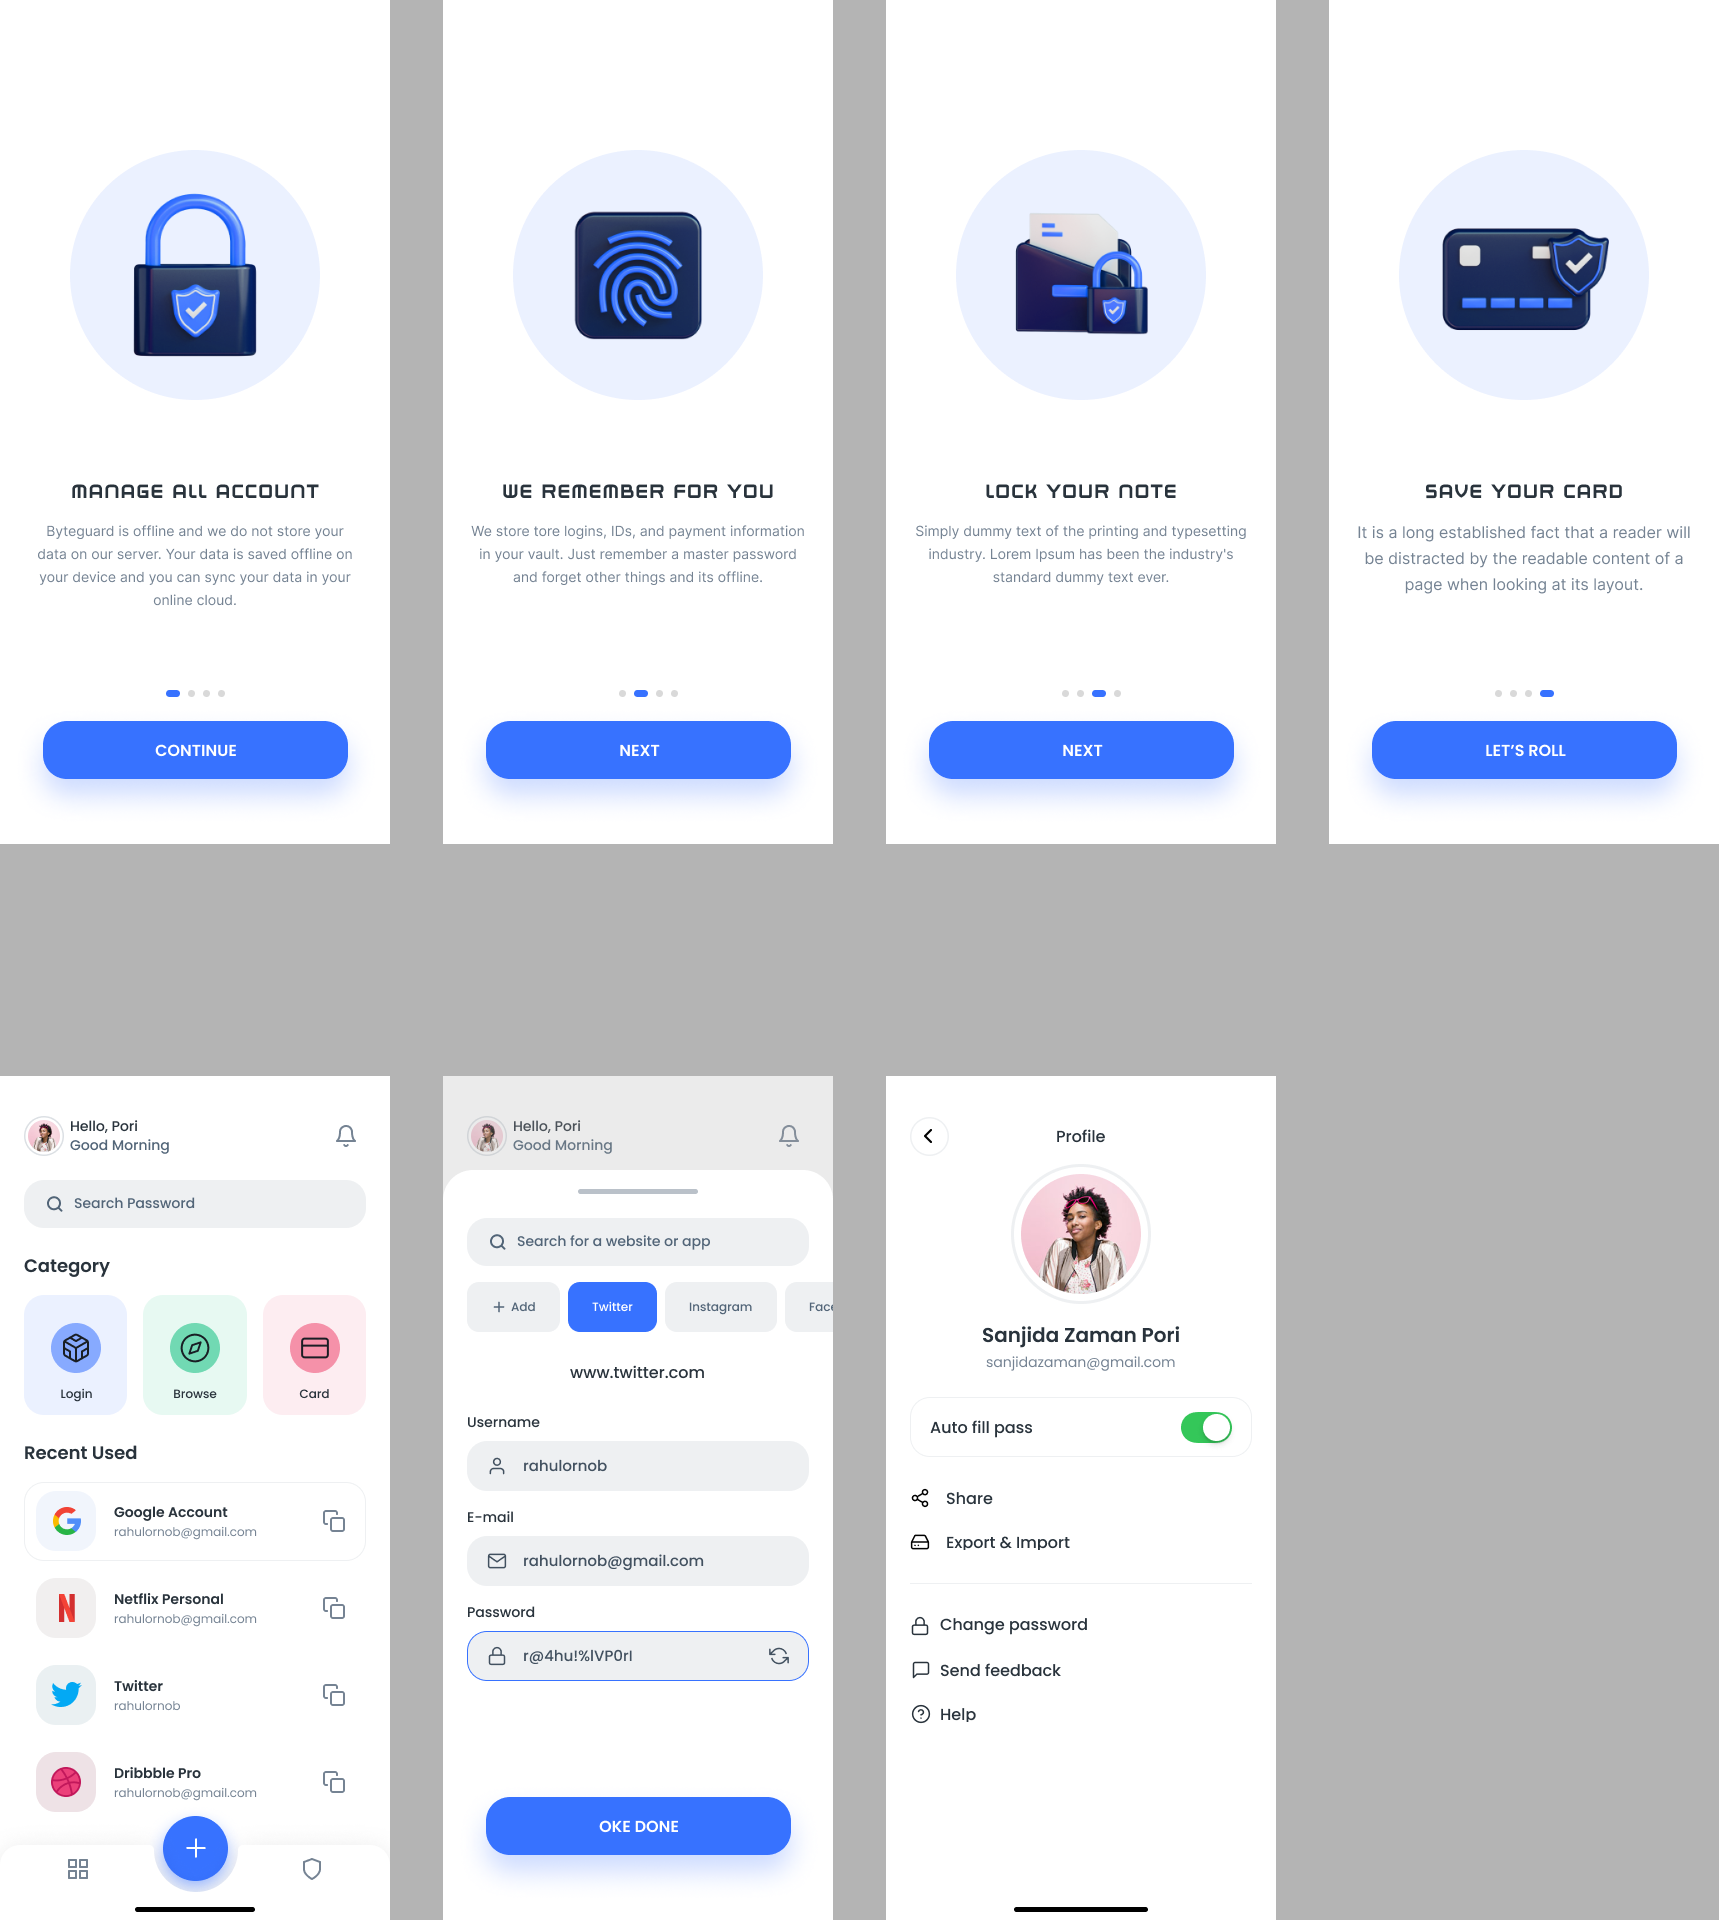 MANAGE ALL ACCOUNT
Byteguard is offline and we do not store your
data on our server. Your data is saved offline on
your device and you can sync your data in your
online cloud.
CONTINUE
WE REMEMBER FOR YOU
We store tore logins, IDs, and payment information
in your vault. Just remember a master password
and forget other things and its offline.
NEXT
LOCK YOUR NOTE
Simply dummy text of the printing and typesetting
industry. Lorem Ipsum has been the industry's
standard dummy text ever.
NEXT
SAVE YOUR CARD
It is a long established fact that a reader will
be distracted by the readable content of a
page when looking at its layout.
LET’S ROLL
Hello, Pori
Good Morning
Search Password
Category
Login
Browse
Card
Recent Used
Google Account
rahulornob@gmail.com
Netflix Personal
rahulornob@gmail.com
Twitter
rahulornob
Dribbble Pro
rahulornob@gmail.com
Hello, Pori
Good Morning
Search for a website or app
Add
Twitter
Instagram
Face
www.twitter.com
Username
rahulornob
E-mail
rahulornob@gmail.com
Password
r@4hu!%lVP0rI
OKE DONE
Profile
Sanjida Zaman Pori
sanjidazaman@gmail.com
Auto fill pass
Share
Export & Import
Change password
Send feedback
Help